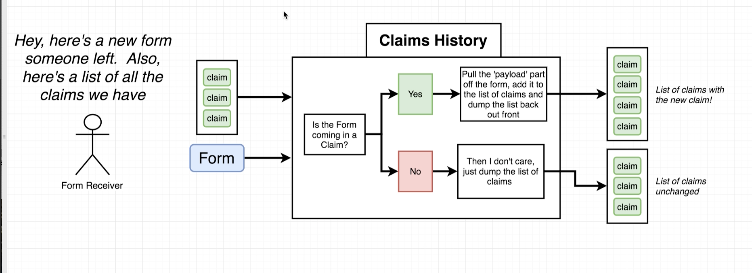 Hey, here's a new form
someone left. Also,
here's a list of all the
claims we have
Form Receiver
claim
claim
claim
Form
Claims History
Is the Form
coming in a
Claim?
Yes
Pull the 'payload' part
off the form, add it to
the list of claims and
dump the list back
out front
No
Then I don't care,
just dump the list of
claims
claim
claim
claim
claim
List of claims with
the new claim!
claim
claim
claim
List of claims
unchanged